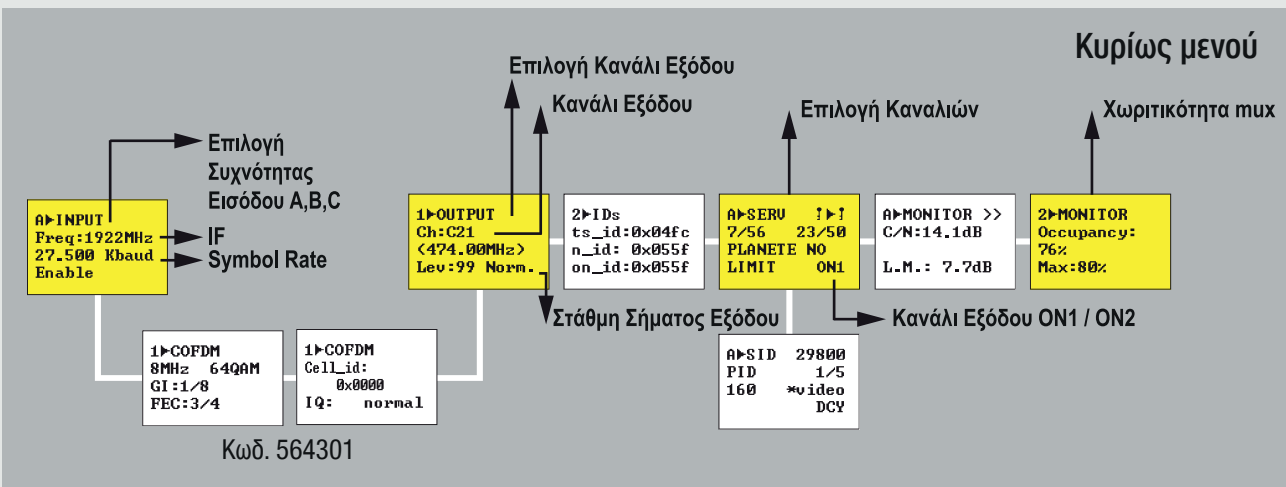 Κυρίως μενού
Επιλογή Κανάλι Εξόδου
Κανάλι Εξόδου
Επιλογή Καναλιών
Χωριτικότητα mux
Επιλογή
Συχνότητας
Εισόδου Α,Β,C
IF
Symbol Rate
A▶INPUT
Freq:1922MHz
27.500 Kbaud
Enable
1▶OUTPUT
Ch:C21
(474.00MHz)
Lev:99 Norm.
2▶IDs
ts_id:0x04fc
n_id:0x055f
on_id:0x055f
A▶SERV !▶!
7/56 23/50
PLANETE NO
LIMIT ON1
A▶MONITOR >>
C/N:14.1dB
L.M.: 7.7dB
2▶MONITOR
Occupancy:
76%
Max:80%
Στάθμη Σήματος Εξόδου
Κανάλι Εξόδου ON1 / ON2
1▶COFDM
8MHz 64QAM
GI:1/8
FEC:3/4
1▶COFDM
Cell_id:
0x0000
IQ: normal
A▶SID 29800
PID 1/5
160 *video
DCY
Κωδ. 564301